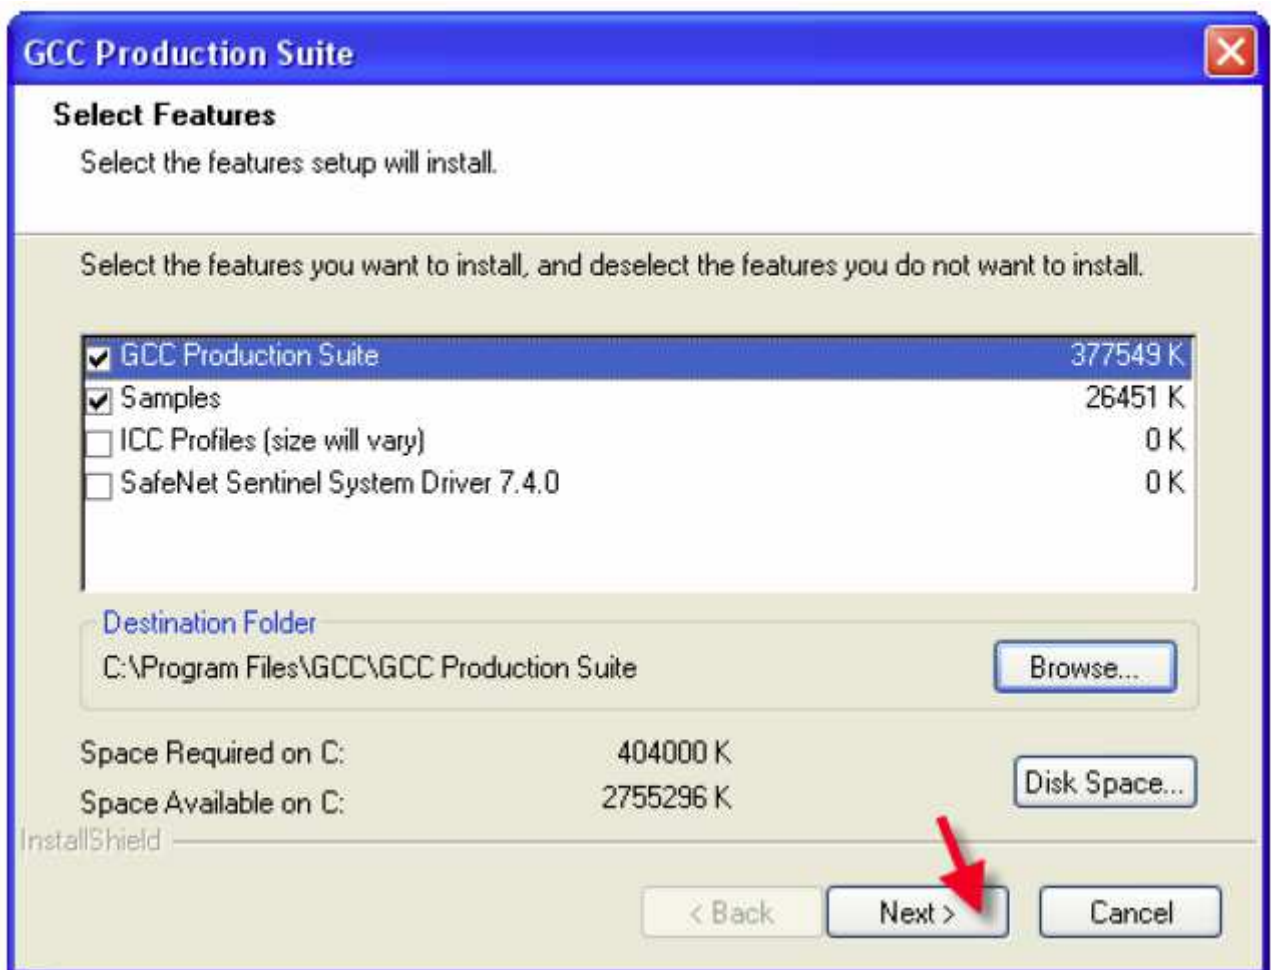 GCC Production Suite
Select Features
Select the features setup will install.
Select the features you want to install, and deselect the features you do not want to install.
GCC Production Suite 377549 K
Samples 26451 K
ICC Profiles (size will vary) 0 K
SafeNet Sentinel System Driver 7.4.0 0 K
Destination Folder
C:\Program Files\GCC\GCC Production Suite Browse...
Space Required on C: 404000 K
Disk Space...
Space Available on C: 2755296 K
InstallShield
< Back Next > Cancel